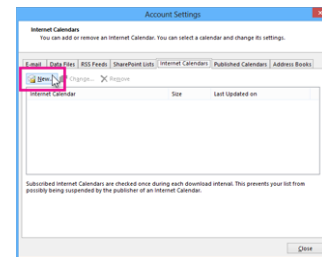 Account Settings
Internet Calendars
You can add or remove an Internet Calendar. You can select a calendar and change its settings.
E-mail Data Files RSS Feeds SharePoint Lists Internet Calendars Published Calendars Address Books
New... Change... Remove
Internet Calendar Size Last Updated on
Subscribed Internet Calendars are checked once during each download interval. This prevents your list from
possibly being suspended by the publisher of an Internet Calendar.
Close